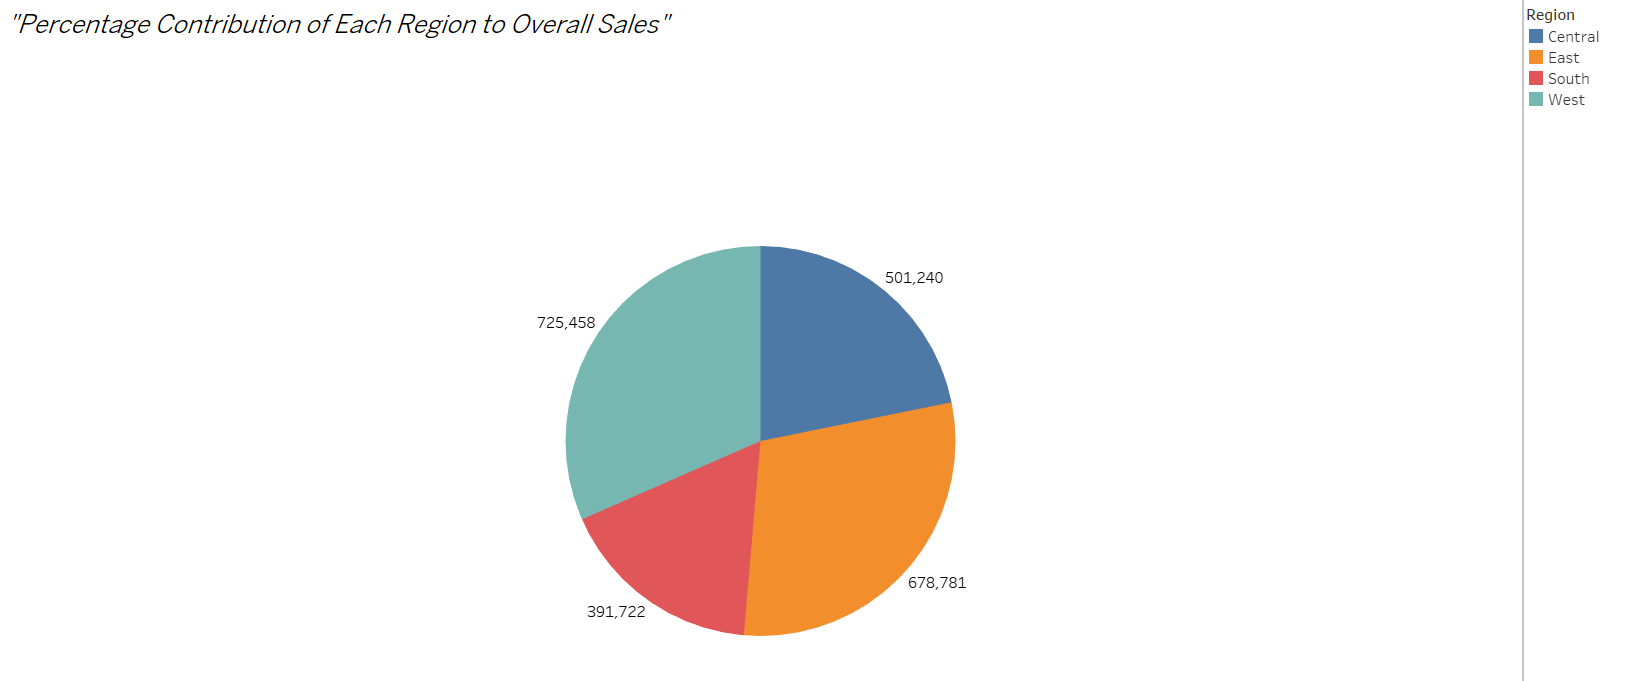 "Percentage Contribution of Each Region to Overall Sales"
Region
Central
East
South
West
501,240
725,458
678,781
391,722